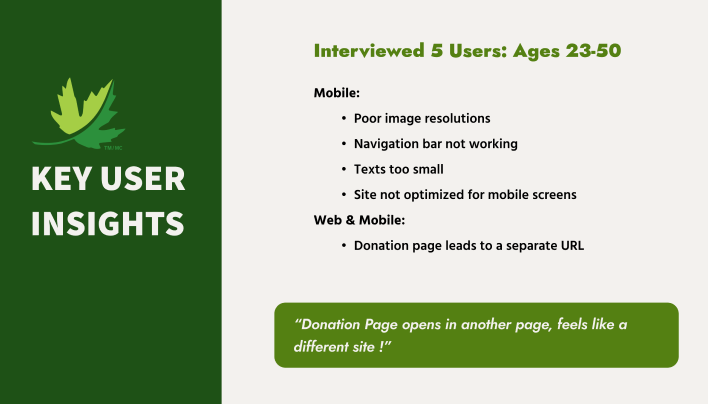 TM/MC
KEY USER
INSIGHTS
Interviewed 5 Users: Ages 23-50
Mobile:
• Poor image resolutions
• Navigation bar not working
• Texts too small
• Site not optimized for mobile screens
Web & Mobile:
• Donation page leads to a separate URL
“Donation Page opens in another page, feels like a
different site !”